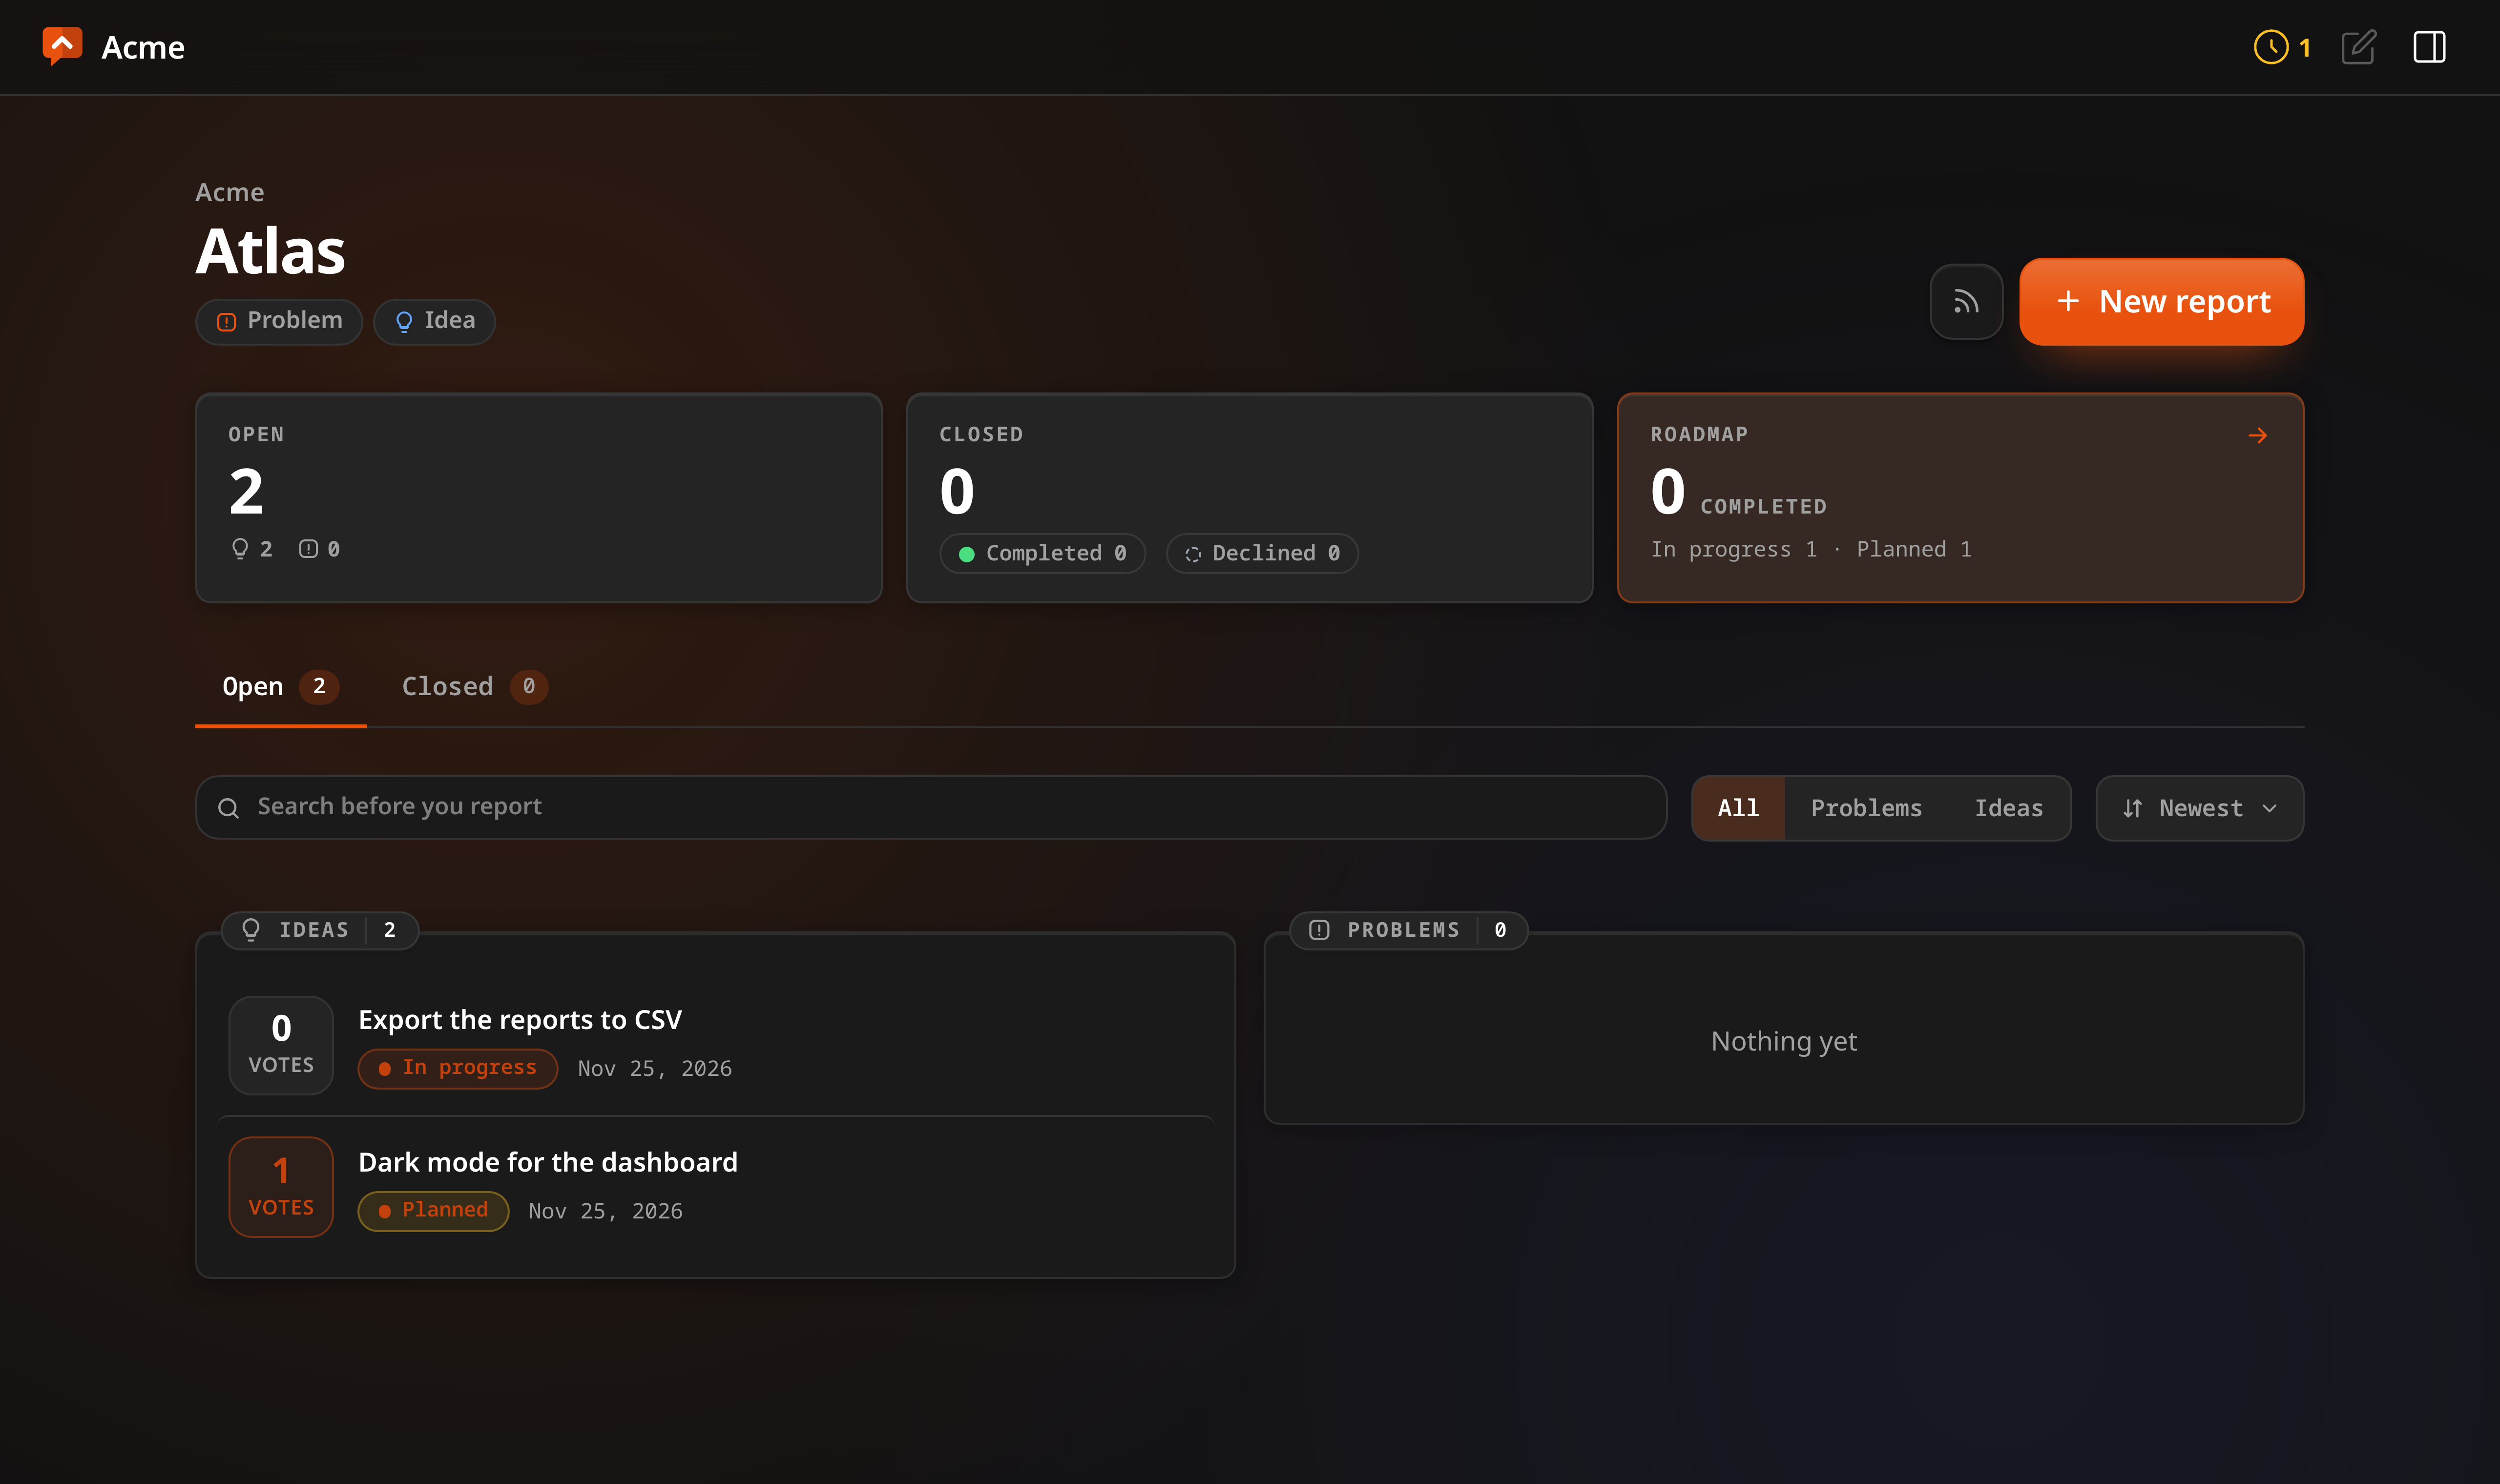 Acme
1
Acme
Atlas
Problem
Idea
New report
OPEN
2
2
0
CLOSED
0
Completed 0
Declined 0
ROADMAP
0 COMPLETED
In progress 1 · Planned 1
Open 2
Closed 0
Search before you report
All
Problems
Ideas
Newest
IDEAS 2
0
VOTES
Export the reports to CSV
In progress
Nov 25, 2026
1
VOTES
Dark mode for the dashboard
Planned
Nov 25, 2026
PROBLEMS 0
Nothing yet